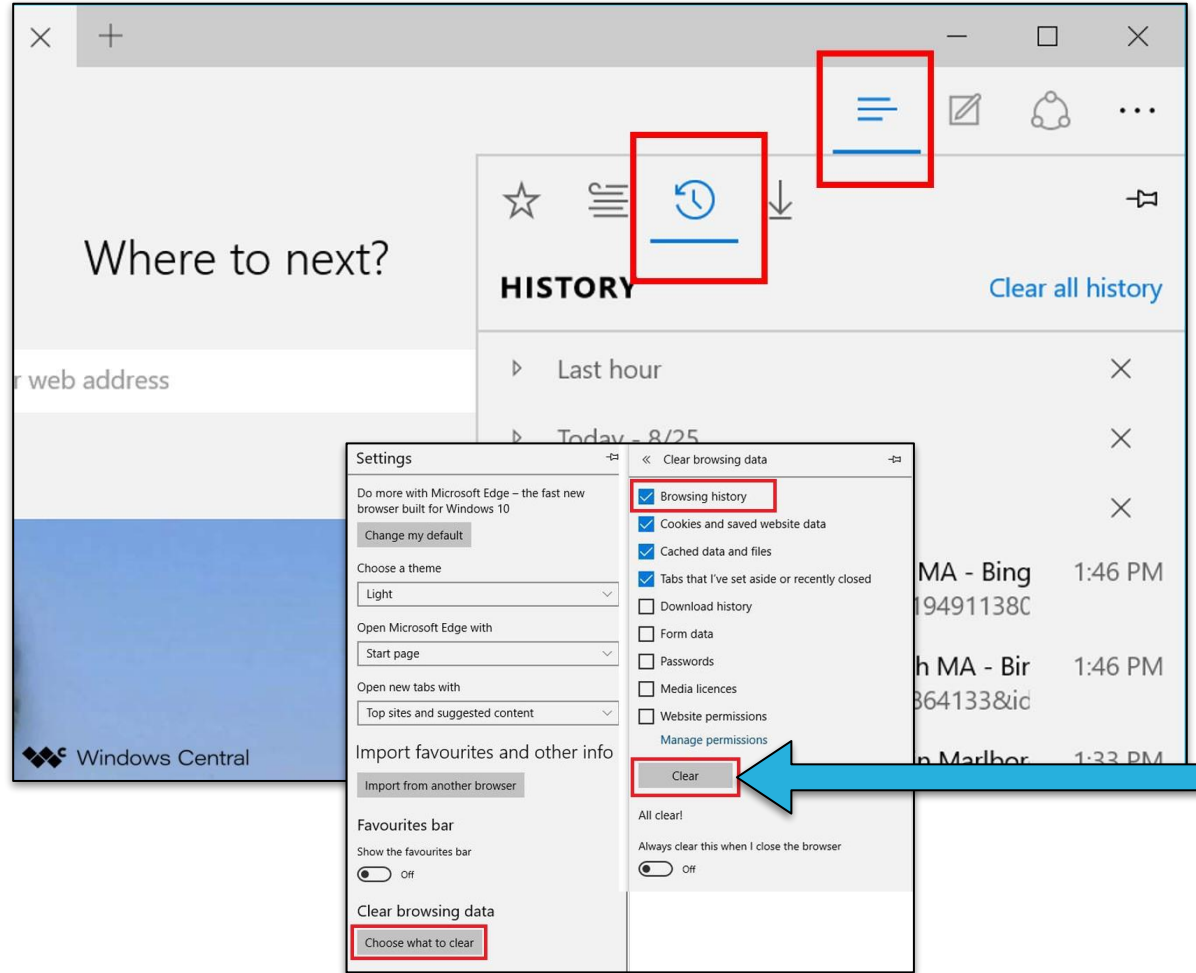 Where to next?
HISTORY
Clear all history
r web address
Last hour
Today - 8/25
MA - Bing 1:46 PM
h MA - Bir 1:46 PM
364133&id
1:33 PM
Windows Central
Settings
Do more with Microsoft Edge – the fast new
browser built for Windows 10
Change my default
Choose a theme
Light
Open Microsoft Edge with
Start page
Open new tabs with
Top sites and suggested content
Import favourites and other info
Import from another browser
Favourites bar
Show the favourites bar
Off
Clear browsing data
Choose what to clear
Clear browsing data
Browsing history
Cookies and saved website data
Cached data and files
Tabs that I've set aside or recently closed
Download history
Form data
Passwords
Media licences
Website permissions
Manage permissions
Clear
All clear!
Always clear this when I close the browser
Off